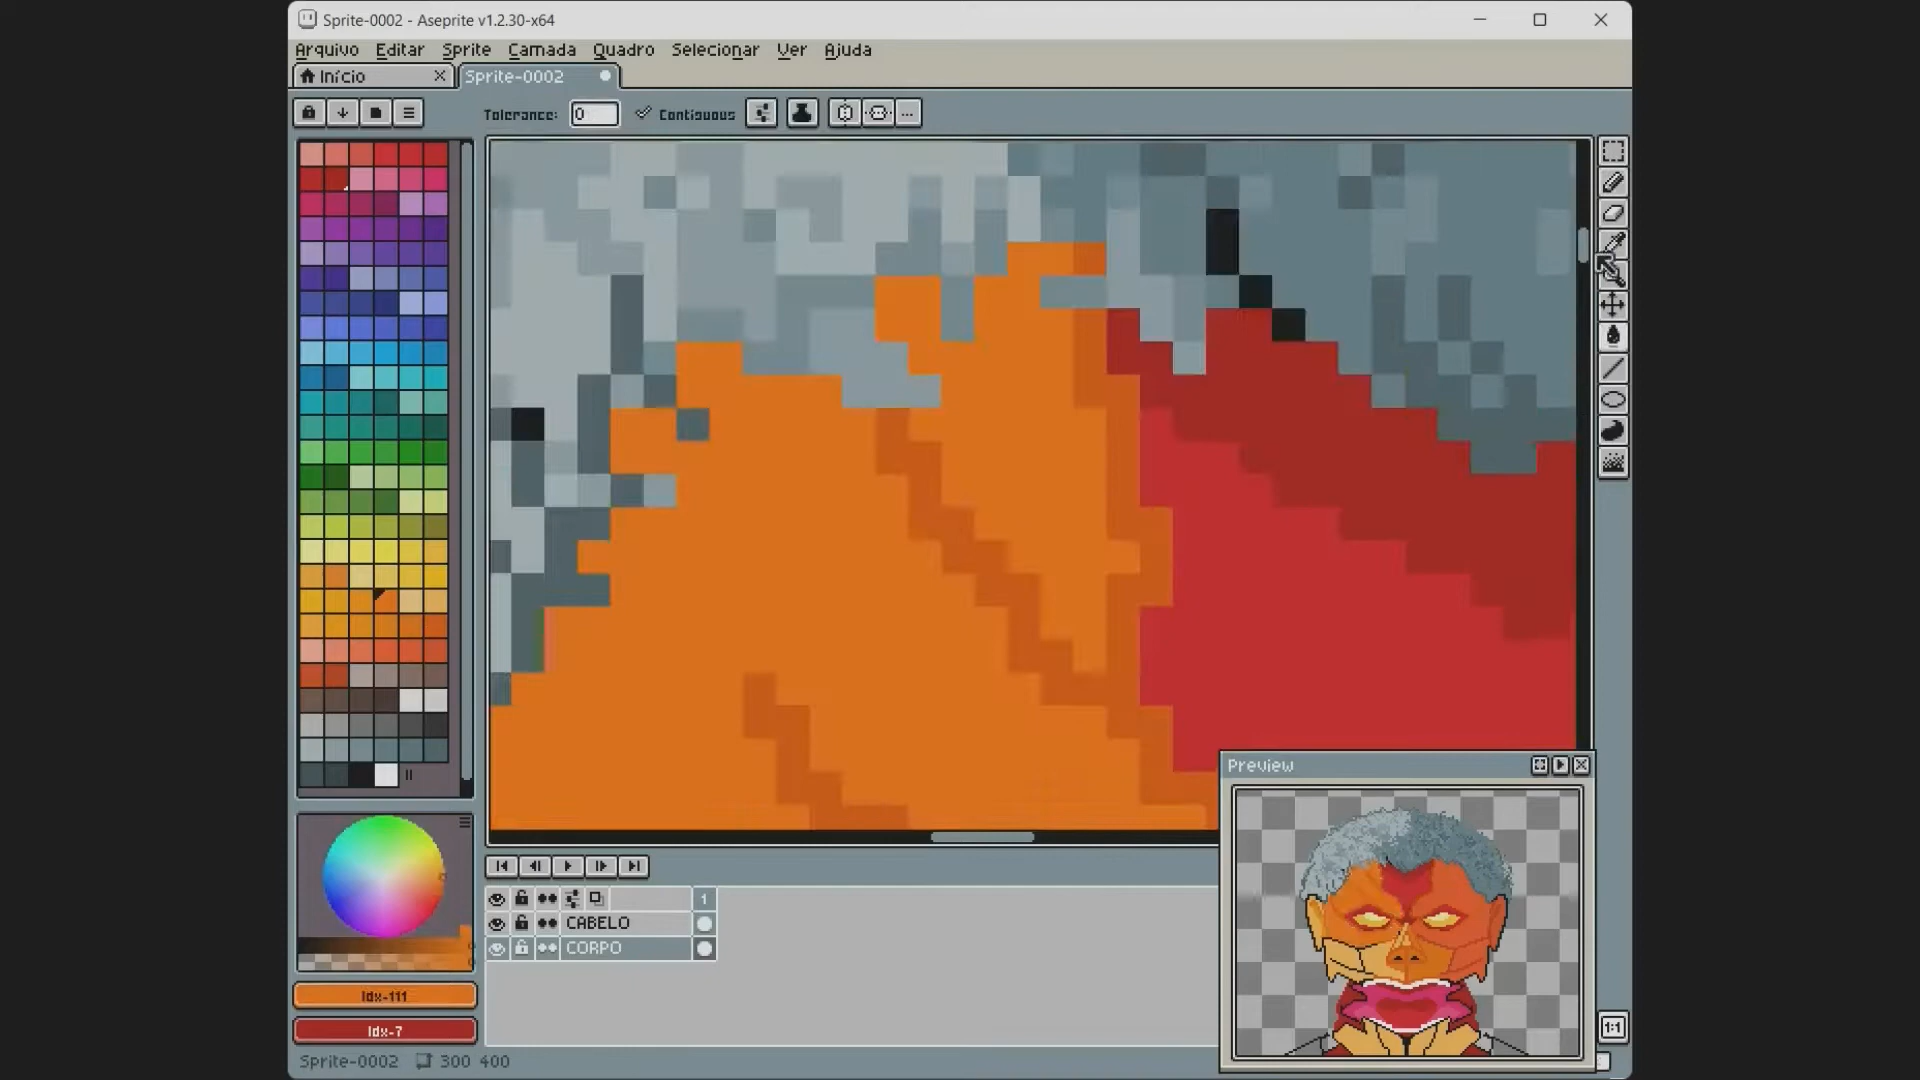 Sprite-0002 - Aseprite v1.2.30-x64
Arquivo Editar Sprite Camada Quadro Selecionar Ver Ajuda
Início
Sprite-0002
Tolerance: 0 Contiguous
Preview
1
CABELO
CORPO
Idx-111
Idx-7
1:1
Sprite-0002 300 400